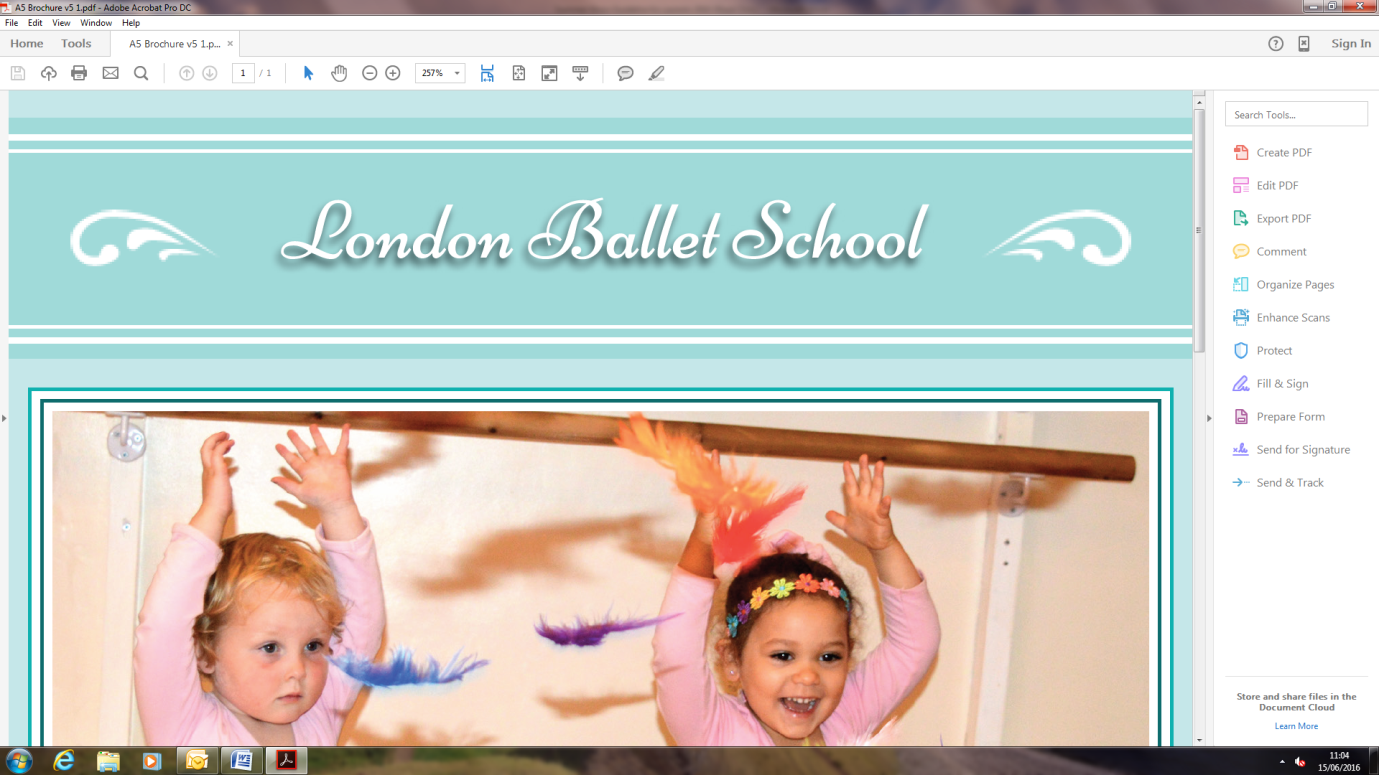 A5 Brochure v5 1.pdf - Adobe Acrobat Pro DC
File Edit View Window Help
Home Tools A5 Brochure v5 1.p... × Sign In
1 / 1 257%
London Ballet School
Search Tools...
Create PDF
Edit PDF
Export PDF
Comment
Organize Pages
Enhance Scans
Protect
Fill & Sign
Prepare Form
Send for Signature
Send & Track
Store and share files in the
Document Cloud
Learn More
11:04
15/06/2016